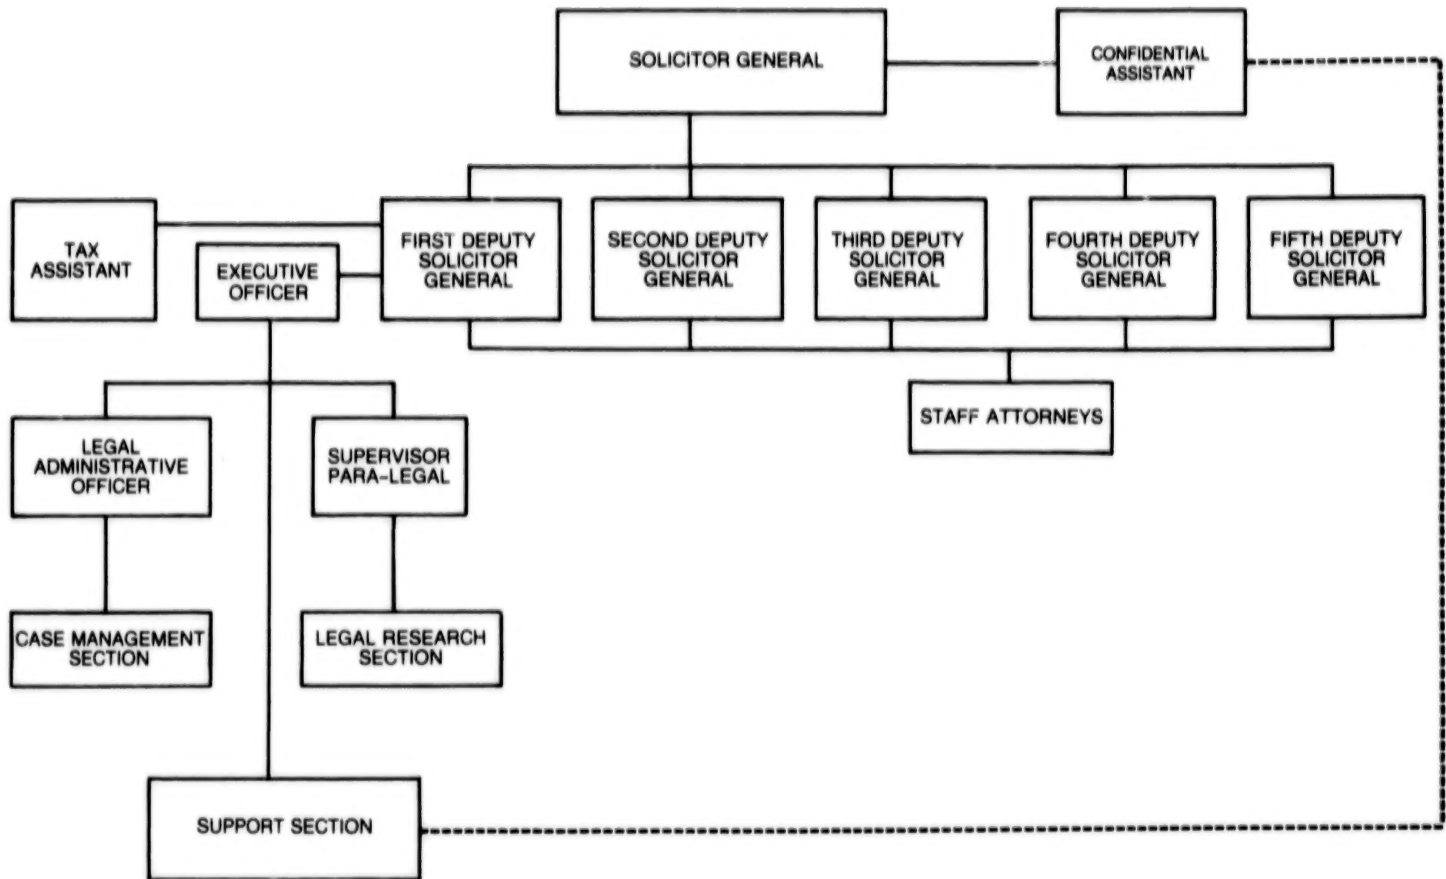 SOLICITOR GENERAL
CONFIDENTIAL
ASSISTANT
TAX
ASSISTANT
EXECUTIVE
OFFICER
FIRST DEPUTY
SOLICITOR
GENERAL
SECOND DEPUTY
SOLICITOR
GENERAL
THIRD DEPUTY
SOLICITOR
GENERAL
FOURTH DEPUTY
SOLICITOR
GENERAL
FIFTH DEPUTY
SOLICITOR
GENERAL
STAFF ATTORNEYS
LEGAL
ADMINISTRATIVE
OFFICER
SUPERVISOR
PARA-LEGAL
CASE MANAGEMENT
SECTION
LEGAL RESEARCH
SECTION
SUPPORT SECTION